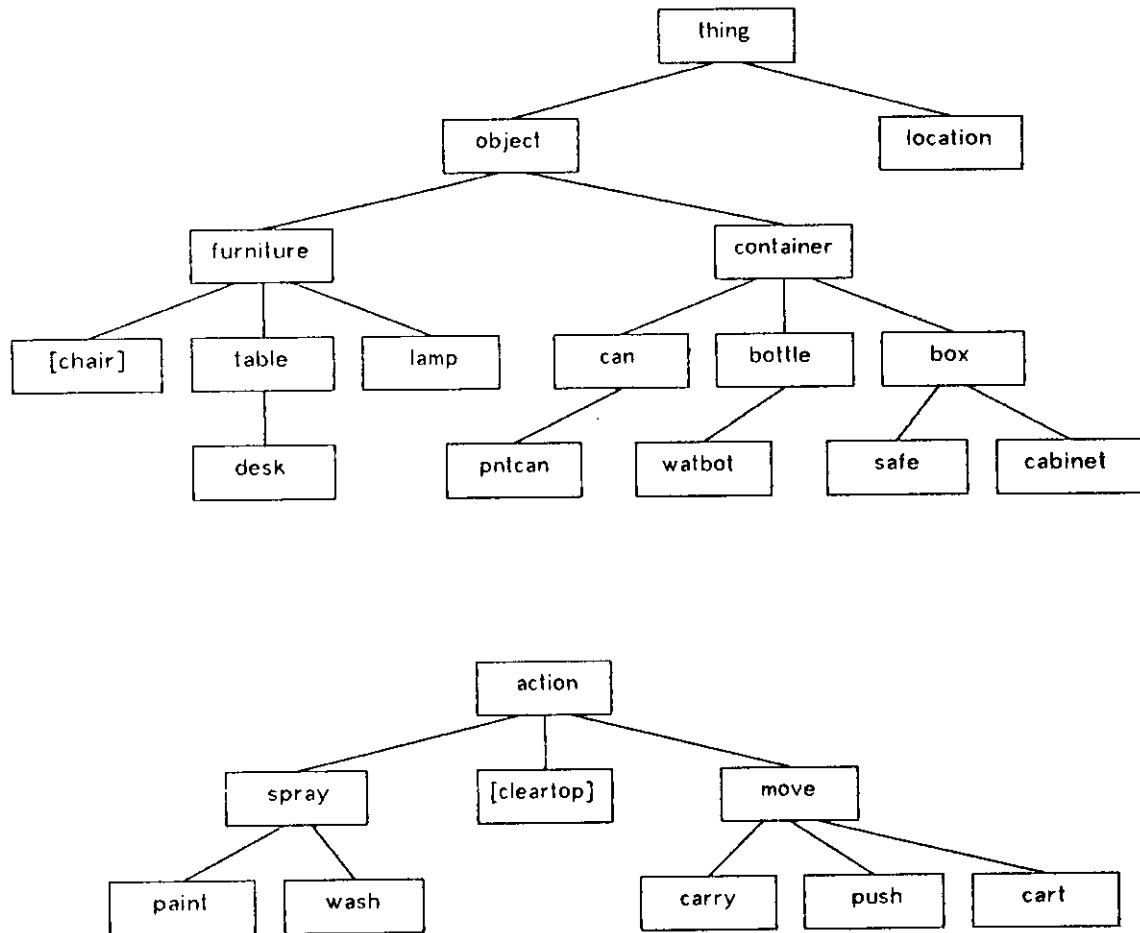 thing
object
location
furniture
container
[chair]
table
lamp
can
bottle
box
desk
pntcan
watbot
safe
cabinet
action
spray
[cleartop]
move
paint
wash
carry
push
cart